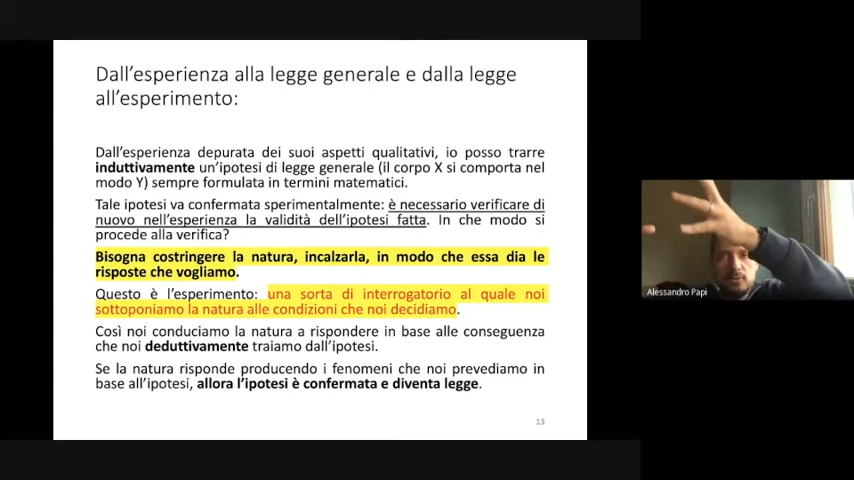 Dall'esperienza alla legge generale e dalla legge
all'esperimento:
Dall'esperienza depurata dei suoi aspetti qualitativi, io posso trarre
induttivamente un'ipotesi di legge generale (il corpo X si comporta nel
modo Y) sempre formulata in termini matematici.
Tale ipotesi va confermata sperimentalmente: è necessario verificare di
nuovo nell'esperienza la validità dell'ipotesi fatta. In che modo si
procede alla verifica?
Bisogna costringere la natura, incalzarla, in modo che essa dia le
risposte che vogliamo.
Questo è l'esperimento: una sorta di interrogatorio al quale noi
sottoponiamo la natura alle condizioni che noi decidiamo.
Così noi conduciamo la natura a rispondere in base alle conseguenza
che noi deduttivamente traiamo dall'ipotesi.
Se la natura risponde producendo i fenomeni che noi prevediamo in
base all'ipotesi, allora l'ipotesi è confermata e diventa legge.
13
Alessandro Papi